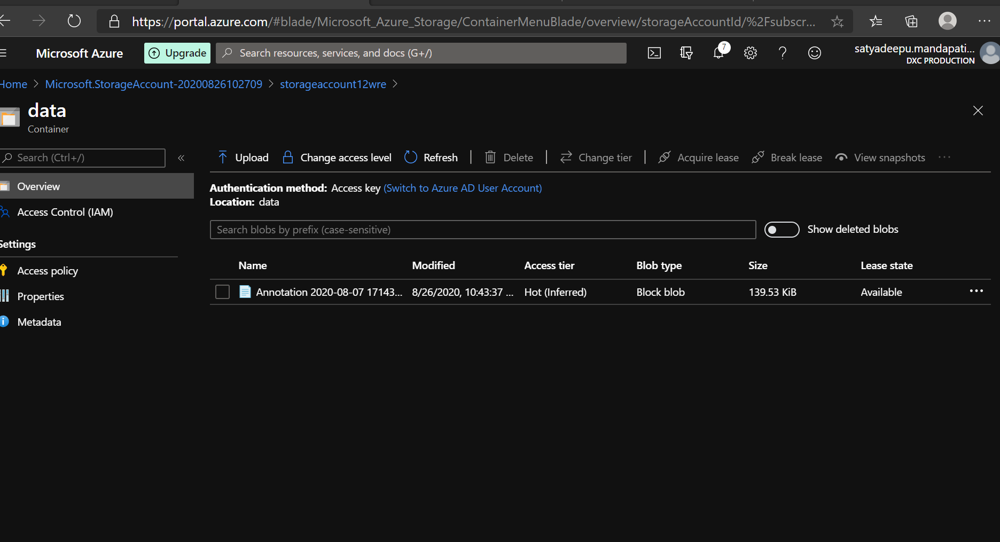 https://portal.azure.com/#blade/Microsoft_Azure_Storage/ContainerMenuBlade/overview/storageAccountId/%2Fsubscr...
Microsoft Azure
Upgrade
Search resources, services, and docs (G+/)
7
satyadeepu.mandapati...
DXC PRODUCTION
Home > Microsoft.StorageAccount-20200826102709 > storageaccount12wre >
data
Container
Search (Ctrl+/)
«
Upload
Change access level
Refresh
Delete
Change tier
Acquire lease
Break lease
View snapshots
...
Overview
Access Control (IAM)
Settings
Access policy
Properties
Metadata
Authentication method: Access key (Switch to Azure AD User Account)
Location: data
Search blobs by prefix (case-sensitive)
Show deleted blobs
Name Modified Access tier Blob type Size Lease state
Annotation 2020-08-07 17143... 8/26/2020, 10:43:37 ... Hot (Inferred) Block blob 139.53 KiB Available ...